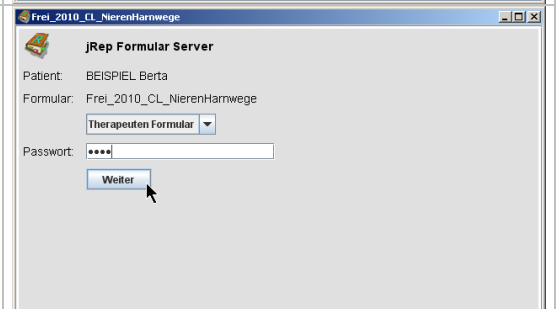 Frei_2010_CL_NierenHarnwege
jRep Formular Server
Patient: BEISPIEL Berta
Formular: Frei_2010_CL_NierenHarnwege
Therapeuten Formular
Passwort: ••••
Weiter